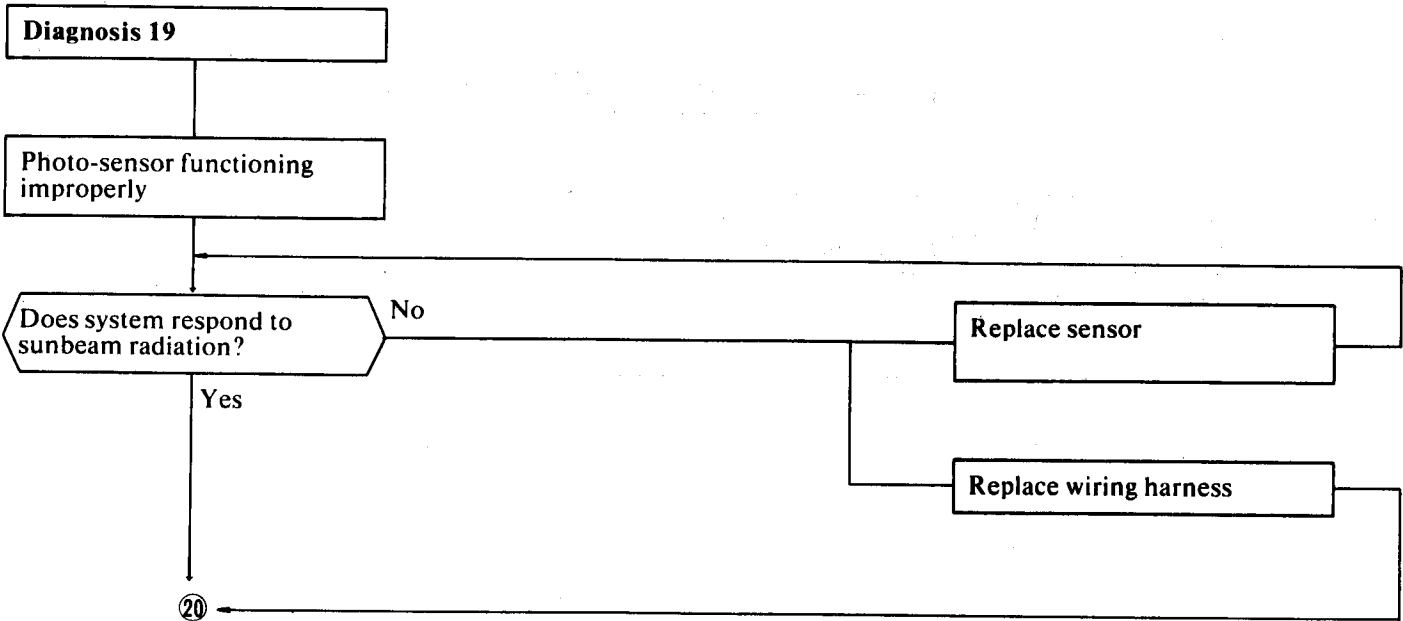 Diagnosis 19
Photo-sensor functioning
improperly
Does system respond to
sunbeam radiation?
No
Replace sensor
Yes
Replace wiring harness
20